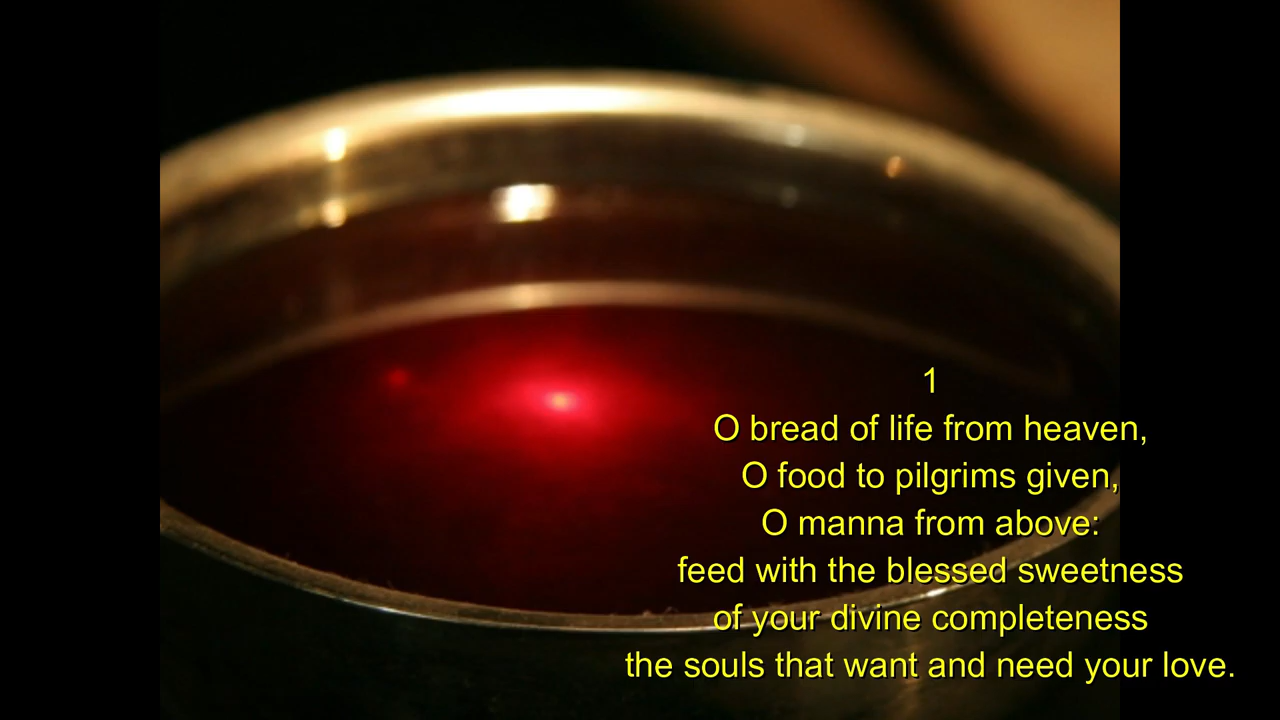 1
O bread of life from heaven,
O food to pilgrims given,
O manna from above:
feed with the blessed sweetness
of your divine completeness
the souls that want and need your love.